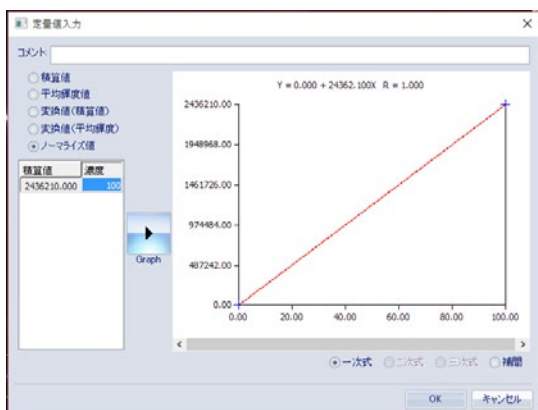 定量値入力
コメント
積算値
平均輝度値
変換値(積算値)
変換値(平均輝度)
ノーマライズ値
積算値 濃度
2436210.000 100
Graph
Y = 0.000 + 24362.100X R = 1.000
2436210.00
1948968.00
1461726.00
974484.00
487242.00
0.00
0.00 20.00 40.00 60.00 80.00 100.00
一次式 二次式 三次式 補間
OK キャンセル